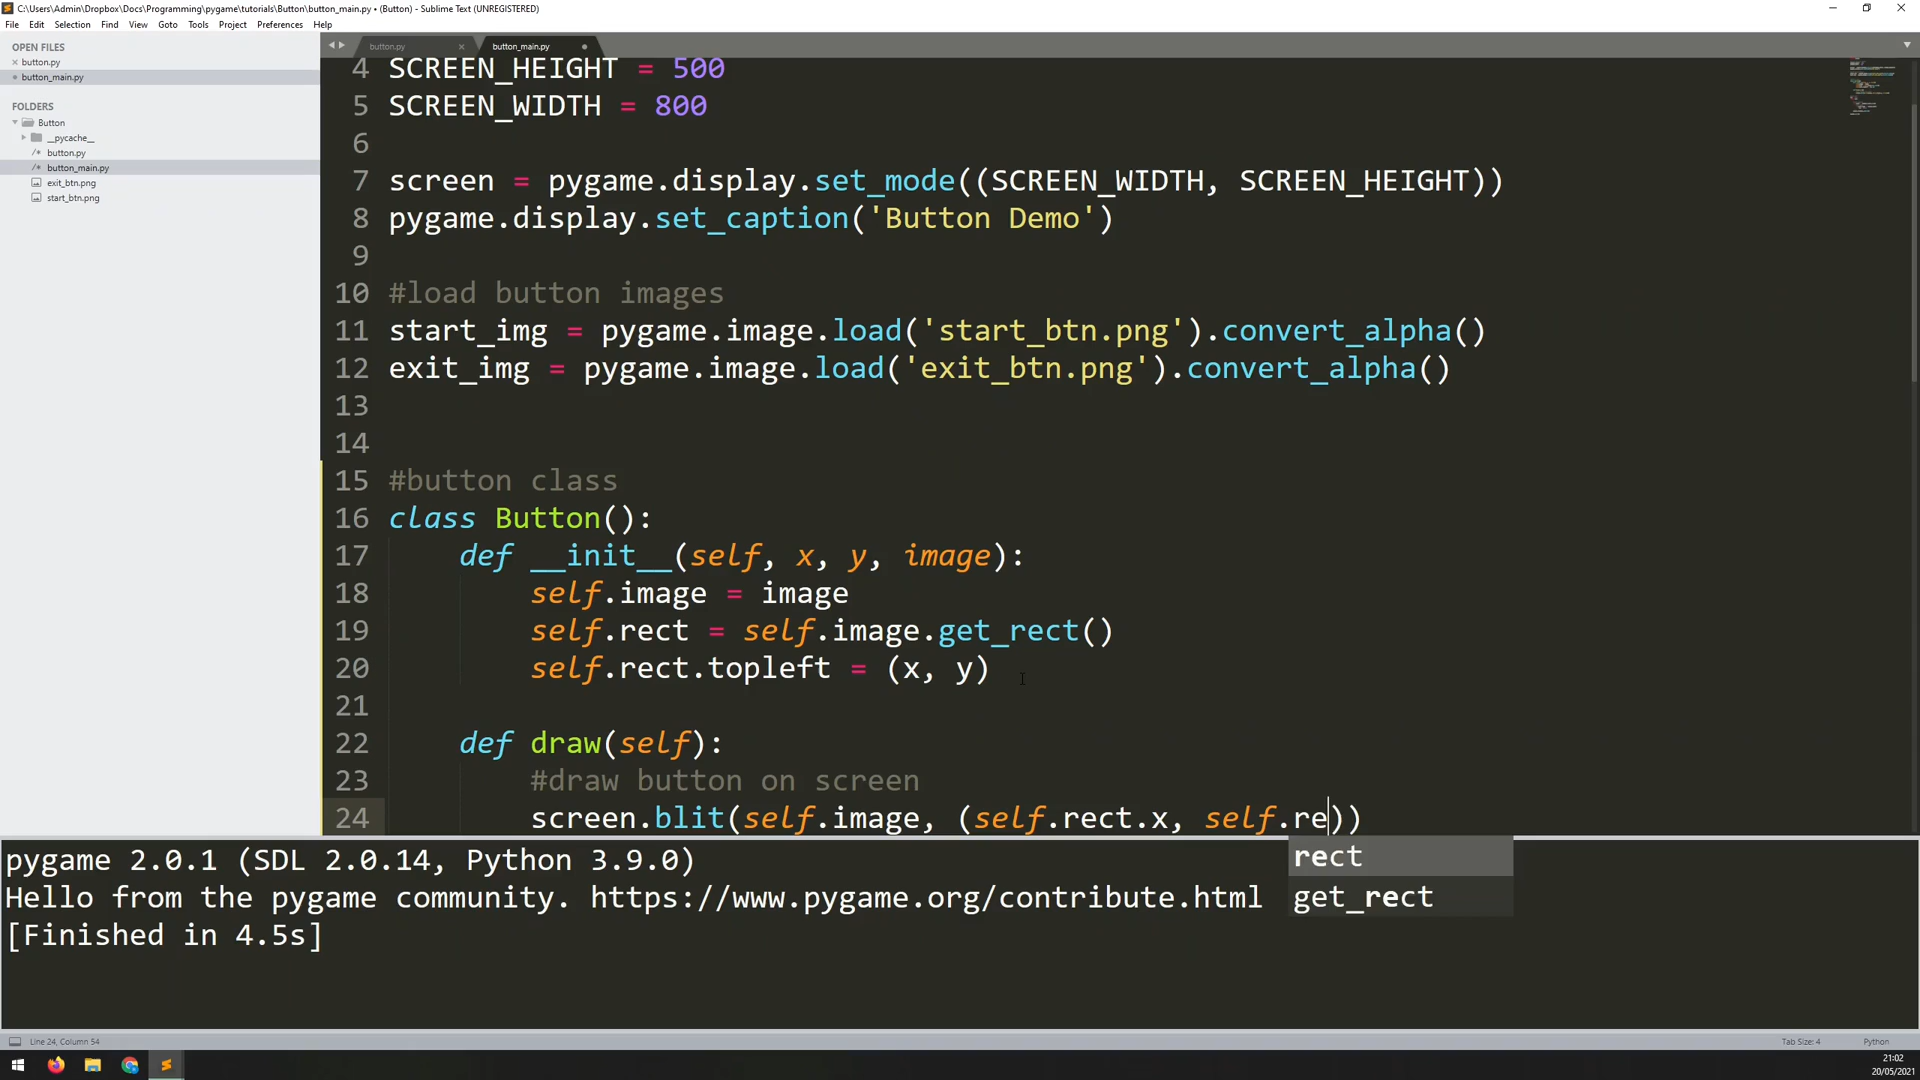 C:\Users\Admin\Dropbox\Docs\Programming\pygame\tutorials\Button\button_main.py • (Button) - Sublime Text (UNREGISTERED)
File Edit Selection Find View Goto Tools Project Preferences Help
OPEN FILES
button.py
button_main.py
FOLDERS
Button
__pycache__
button.py
button_main.py
exit_btn.png
start_btn.png
button.py
button_main.py
4 SCREEN_HEIGHT = 500
5 SCREEN_WIDTH = 800
6
7 screen = pygame.display.set_mode((SCREEN_WIDTH, SCREEN_HEIGHT))
8 pygame.display.set_caption('Button Demo')
9
10 #load button images
11 start_img = pygame.image.load('start_btn.png').convert_alpha()
12 exit_img = pygame.image.load('exit_btn.png').convert_alpha()
13
14
15 #button class
16 class Button():
17 def __init__(self, x, y, image):
18 self.image = image
19 self.rect = self.image.get_rect()
20 self.rect.topleft = (x, y)
21
22 def draw(self):
23 #draw button on screen
24 screen.blit(self.image, (self.rect.x, self.re))
rect
get_rect
pygame 2.0.1 (SDL 2.0.14, Python 3.9.0)
Hello from the pygame community. https://www.pygame.org/contribute.html
[Finished in 4.5s]
Line 24, Column 54
Tab Size: 4
Python
21:02
20/05/2021